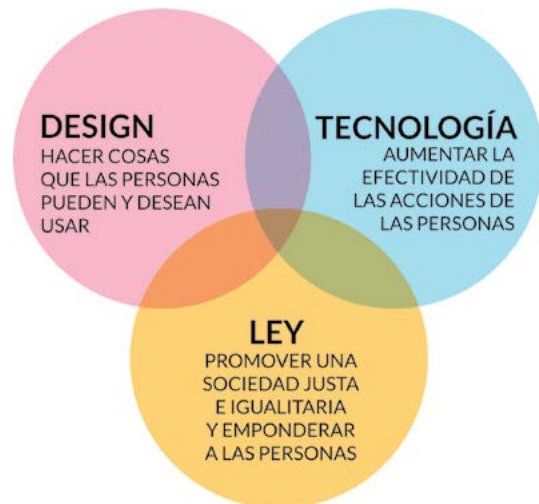 DESIGN
HACER COSAS
QUE LAS PERSONAS
PUEDEN Y DESEAN
USAR
TECNOLOGÍA
AUMENTAR LA
EFECTIVIDAD DE
LAS ACCIONES DE
LAS PERSONAS
LEY
PROMOVER UNA
SOCIEDAD JUSTA
E IGUALITARIA
Y EMPONDERAR
A LAS PERSONAS